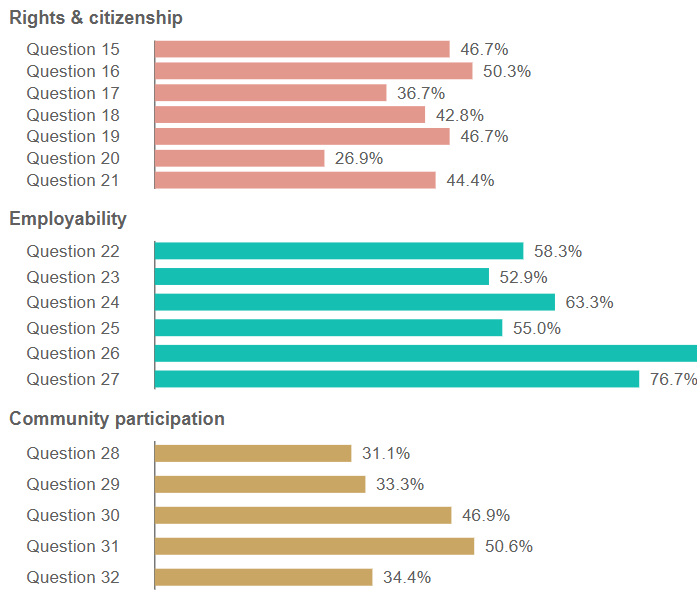 Rights & citizenship
Question 15 46.7%
Question 16 50.3%
Question 17 36.7%
Question 18 42.8%
Question 19 46.7%
Question 20 26.9%
Question 21 44.4%
Employability
Question 22 58.3%
Question 23 52.9%
Question 24 63.3%
Question 25 55.0%
Question 26
Question 27 76.7%
Community participation
Question 28 31.1%
Question 29 33.3%
Question 30 46.9%
Question 31 50.6%
Question 32 34.4%